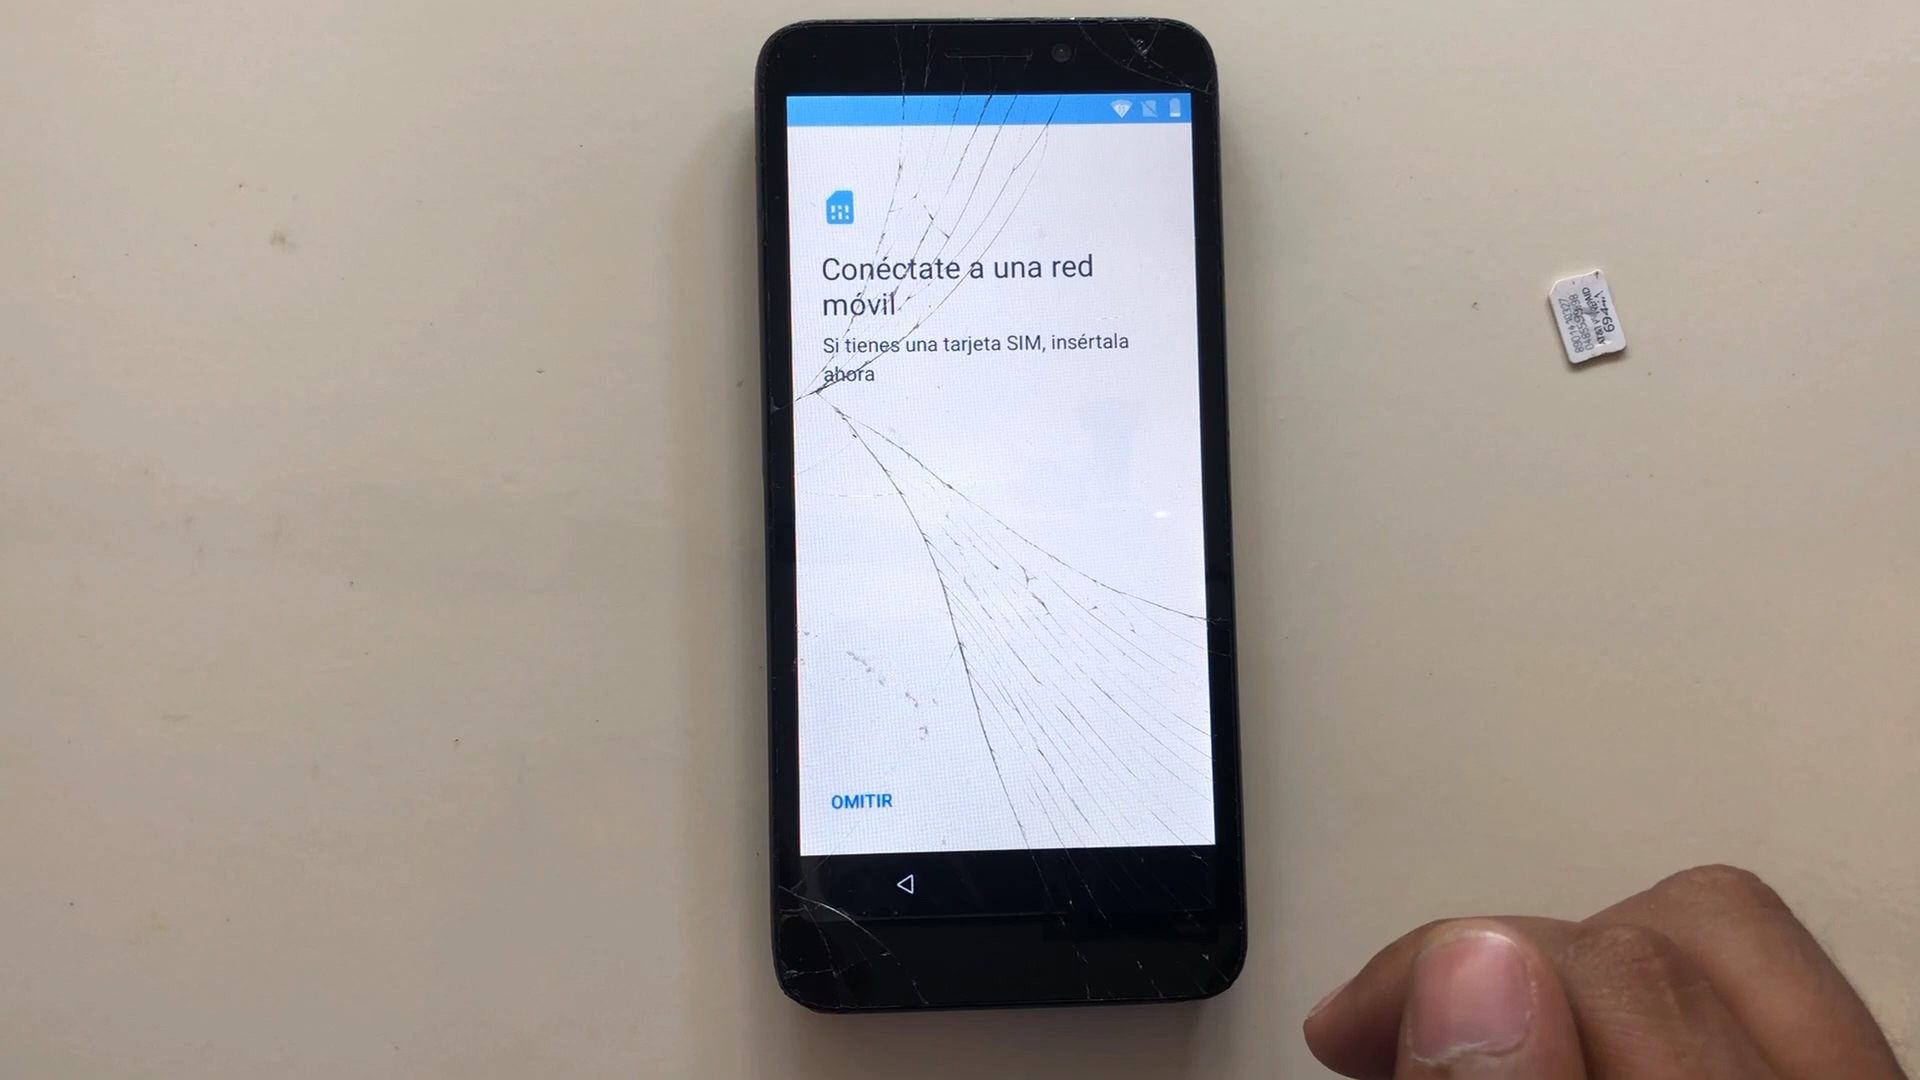 Conéctate a una red
móvil
Si tienes una tarjeta SIM, insértala
ahora
OMITIR